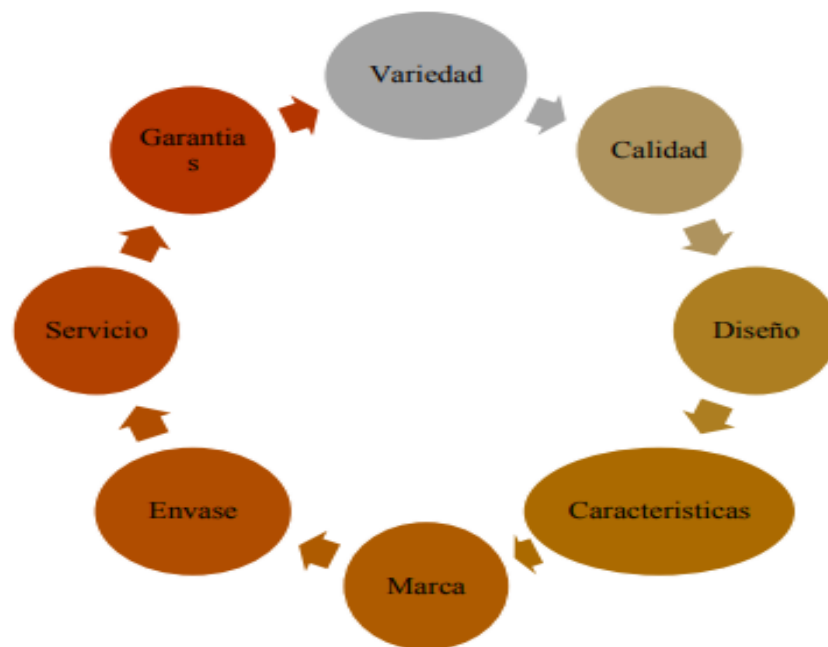 Variedad
Calidad
Diseño
Caracteristicas
Marca
Envase
Servicio
Garantia
s